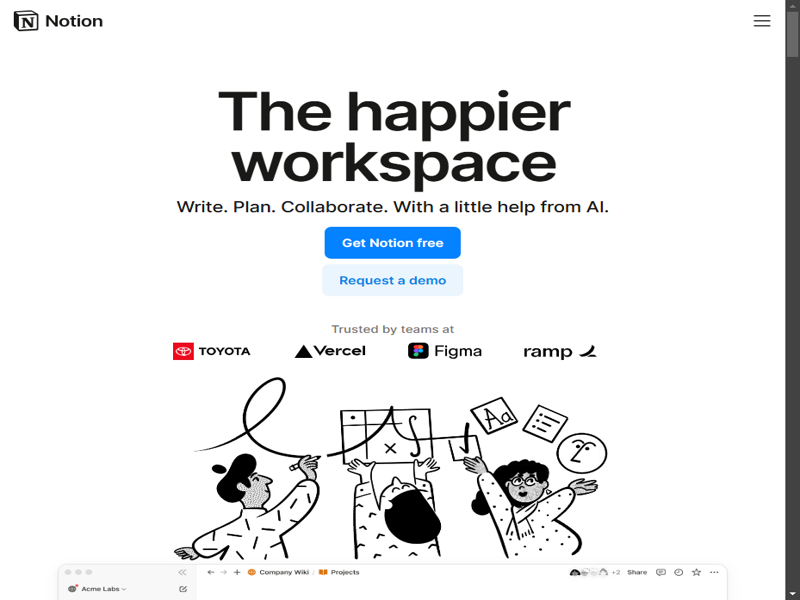 Notion
The happier
workspace
Write. Plan. Collaborate. With a little help from AI.
Get Notion free
Request a demo
Trusted by teams at
TOYOTA Vercel Figma ramp
Aa
Company Wiki / Projects +2 Share
Acme Labs